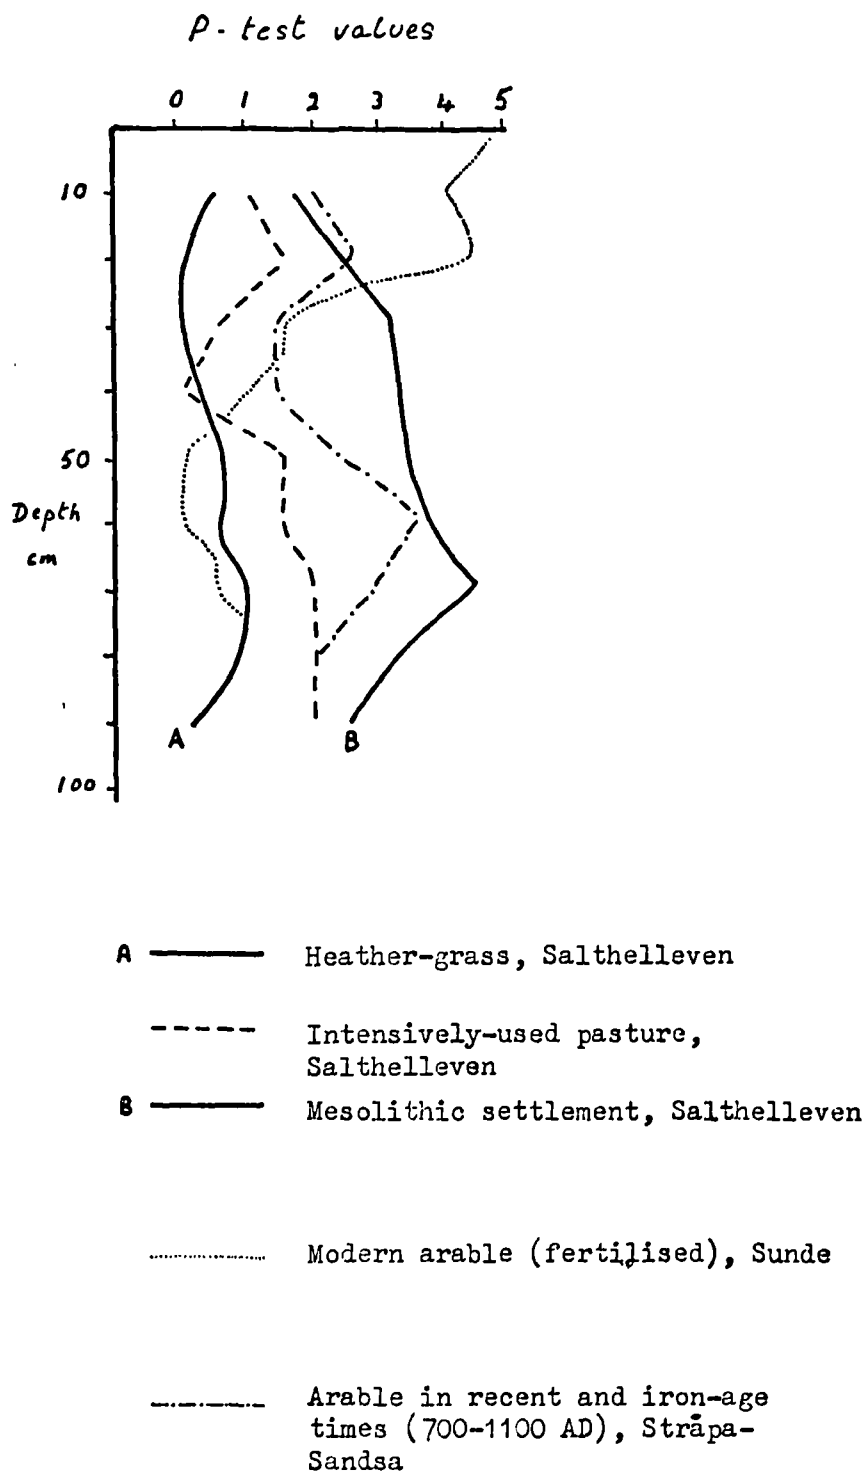 P-test values
0 1 2 3 4 5
10
50
Depth
cm
100
A
B
A Heather-grass, Salthelleven
Intensively-used pasture,
Salthelleven
B Mesolithic settlement, Salthelleven
Modern arable (fertilised), Sunde
Arable in recent and iron-age
times (700-1100 AD), Stråpa-
Sandsa